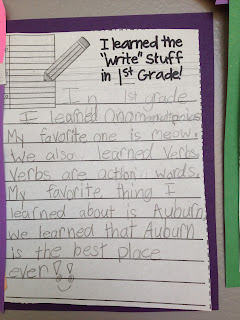 I learned the
"write" stuff
in 1st Grade!
In 1st grade
I learned Onomanotpoiea
My favorite one is meow.
We also learned Verbs.
Verbs are action words.
My favorite thing I
learned about is Auburn
we learned that Auburn
is the best place
ever!!